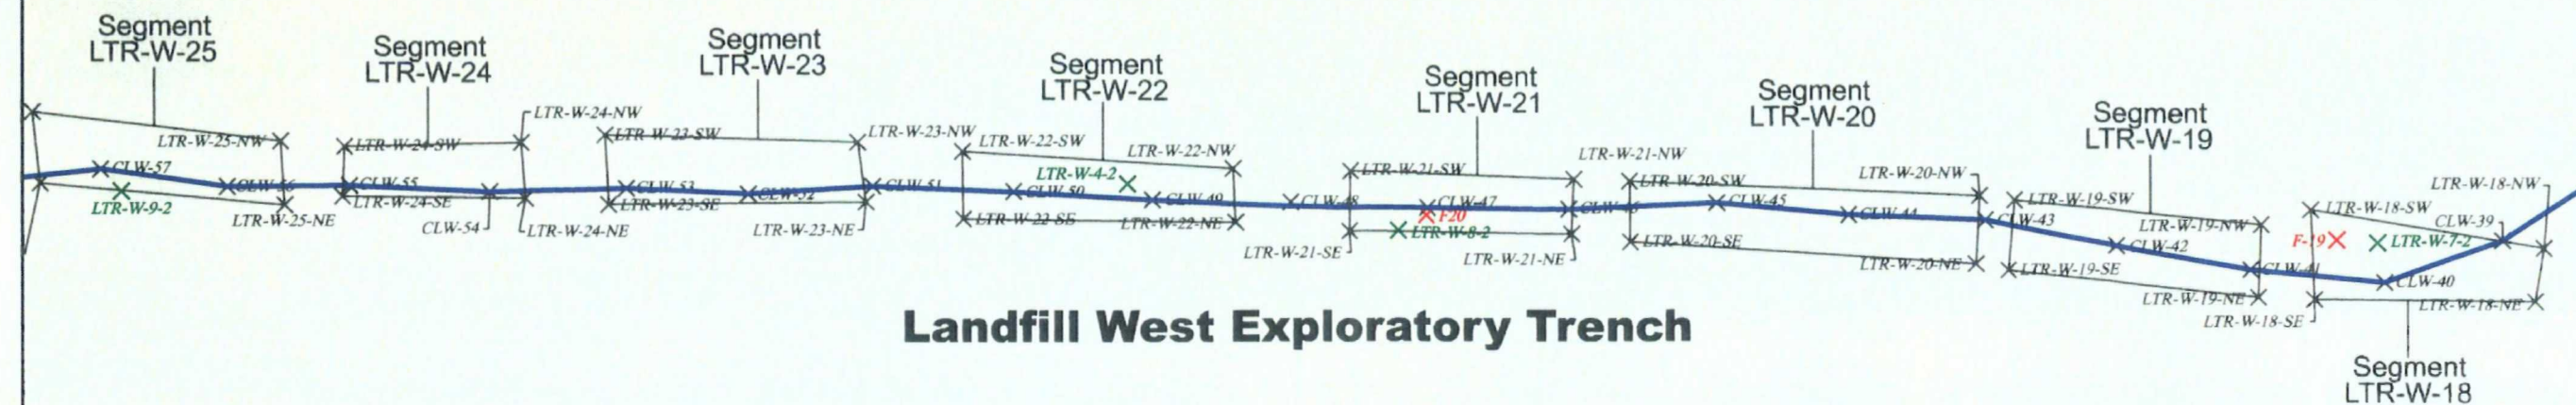 Segment
LTR-W-25
Segment
LTR-W-24
Segment
LTR-W-23
Segment
LTR-W-22
Segment
LTR-W-21
Segment
LTR-W-20
Segment
LTR-W-19
LTR-W-25-NW
CLW-57
CLW-56
LTR-W-9-2
LTR-W-25-NE
LTR-W-24-NW
LTR-W-24-SW
CLW-55
LTR-W-24-SE
CLW-54
LTR-W-24-NE
LTR-W-23-SW
LTR-W-23-NW
CLW-53
CLW-52
CLW-51
LTR-W-23-SE
LTR-W-23-NE
LTR-W-22-SW
LTR-W-22-NW
LTR-W-4-2
CLW-50
CLW-49
LTR-W-22-SE
LTR-W-22-NE
CLW-48
LTR-W-21-SW
LTR-W-21-NW
CLW-47
F20
LTR-W-8-2
CLW-46
LTR-W-21-SE
LTR-W-21-NE
LTR-W-20-SW
LTR-W-20-NW
CLW-45
CLW-44
CLW-43
LTR-W-20-SE
LTR-W-20-NE
LTR-W-19-SW
LTR-W-19-NW
CLW-42
CLW-41
LTR-W-19-SE
LTR-W-19-NE
LTR-W-18-NW
LTR-W-18-SW
CLW-39
F-19
LTR-W-7-2
CLW-40
LTR-W-18-SE
LTR-W-18-NE
Landfill West Exploratory Trench
Segment
LTR-W-18